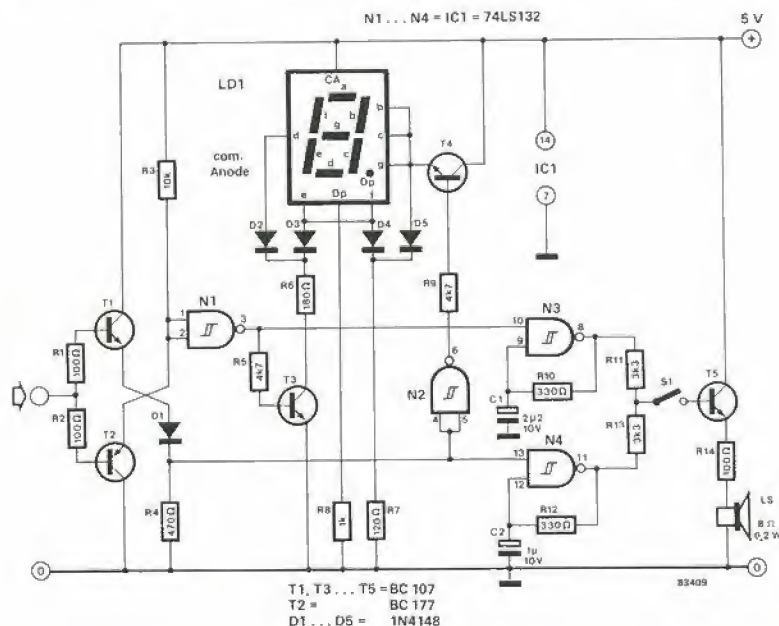 N1 . . . N4 = IC1 = 74LS132
5 V
+
LD1
CA
a
f
b
g
e
c
d
Dp
com.
Anode
d
b
c
g
e
Dp
f
T4
14
IC1
7
R3
10k
D2
D3
D4
D5
R6
180Ω
R9
4k7
N1
1
2
3
N3
10
9
8
T1
R1
100Ω
R2
100Ω
T2
R5
4k7
T3
6
N2
4
5
R10
330Ω
C1
2µ2
10V
R11
3k3
S1
T5
D1
N4
13
12
11
R13
3k3
R14
100Ω
R4
470Ω
R8
1k
R7
120Ω
R12
330Ω
C2
1µ
10V
LS
8Ω
0,2 W
0
0
83409
T1, T3 . . . T5 = BC 107
T2 = BC 177
D1 . . . D5 = 1N4148